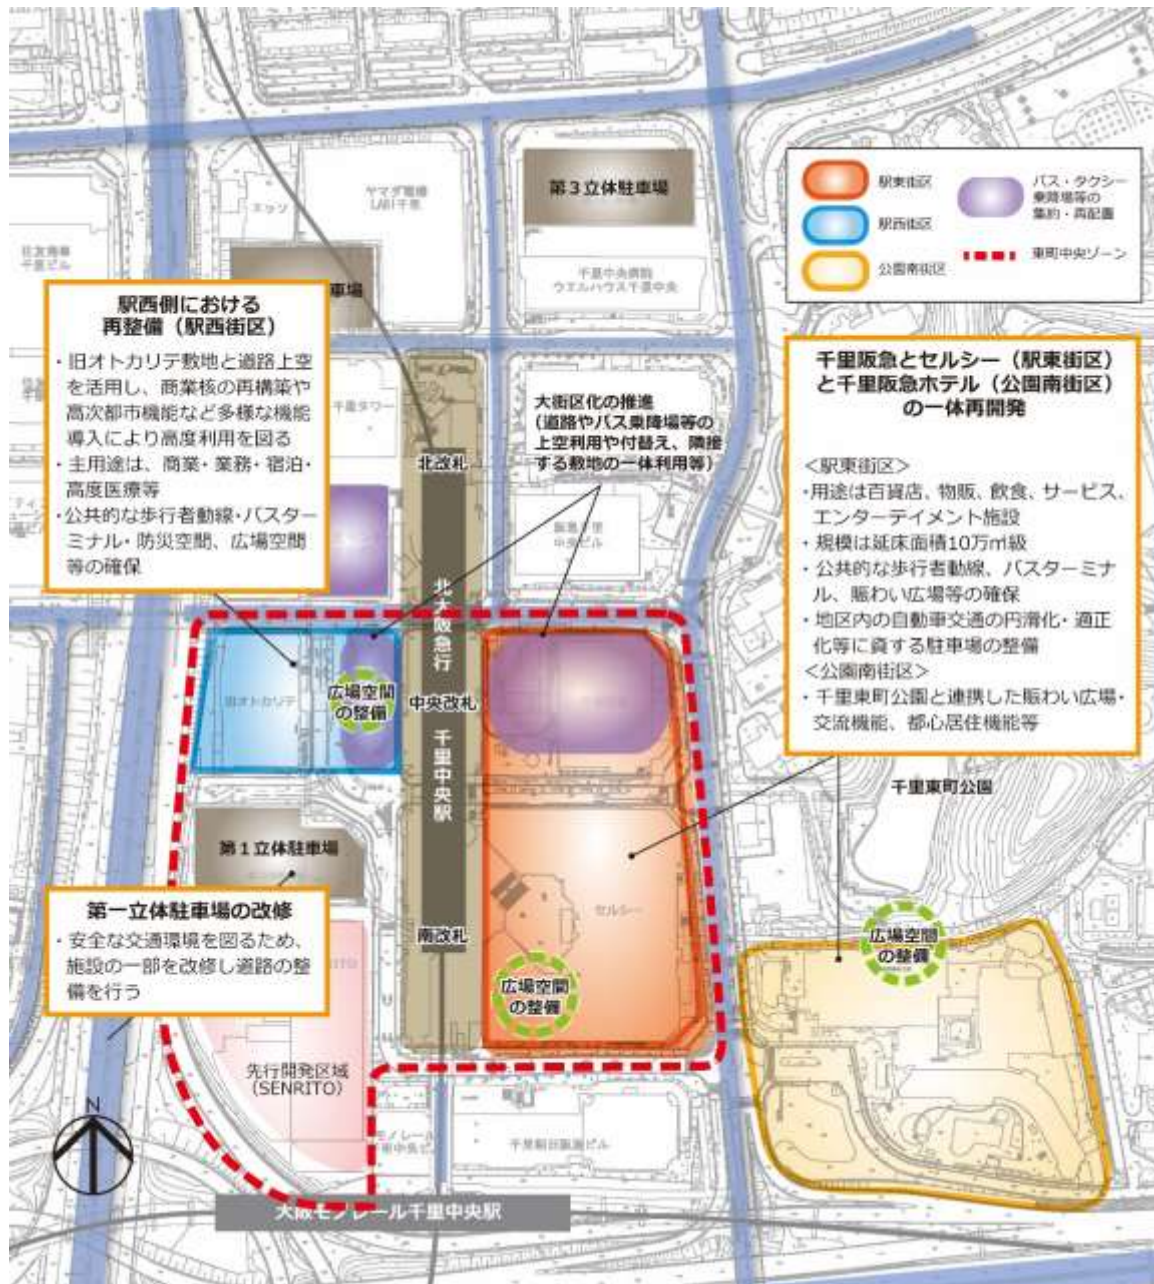 第３立体駐車場
ヤマダ電機
LABI千里
エッソ
住友商事
千里ビル
千里中央病院
ウエルハウス千里中央
車場
駅東街区
駅西街区
公園南街区
バス・タクシー
乗降場等の
集約・再配置
東町中央ゾーン
駅西側における
再整備（駅西街区）
・旧オトカリテ敷地と道路上空
を活用し、商業核の再構築や
高次都市機能など多様な機能
導入により高度利用を図る
・主用途は、商業・業務・宿泊・
高度医療等
・公共的な歩行者動線・バスター
ミナル・防災空間、広場空間
等の確保
千里タワー
大街区化の推進
（道路やバス乗降場等の
上空利用や付替え、隣接
する敷地の一体利用等）
千里阪急とセルシー（駅東街区）
と千里阪急ホテル（公園南街区）
の一体再開発
＜駅東街区＞
・用途は百貨店、物販、飲食、サービス、
エンターテイメント施設
・規模は延床面積10万㎡級
・公共的な歩行者動線、バスターミナ
ル、賑わい広場等の確保
・地区内の自動車交通の円滑化・適正
化等に資する駐車場の整備
＜公園南街区＞
・千里東町公園と連携した賑わい広場・
交流機能、都心居住機能等
北改札
北大阪急行
中央改札
千里中央駅
南改札
旧オトカリテ
広場空間
の整備
千里東町公園
第１立体駐車場
セルシー
広場空間
の整備
広場空間
の整備
第一立体駐車場の改修
・安全な交通環境を図るため、
施設の一部を改修し道路の整
備を行う
先行開発区域
（SENRITO）
千里朝日阪急ビル
N
大阪モノレール千里中央駅